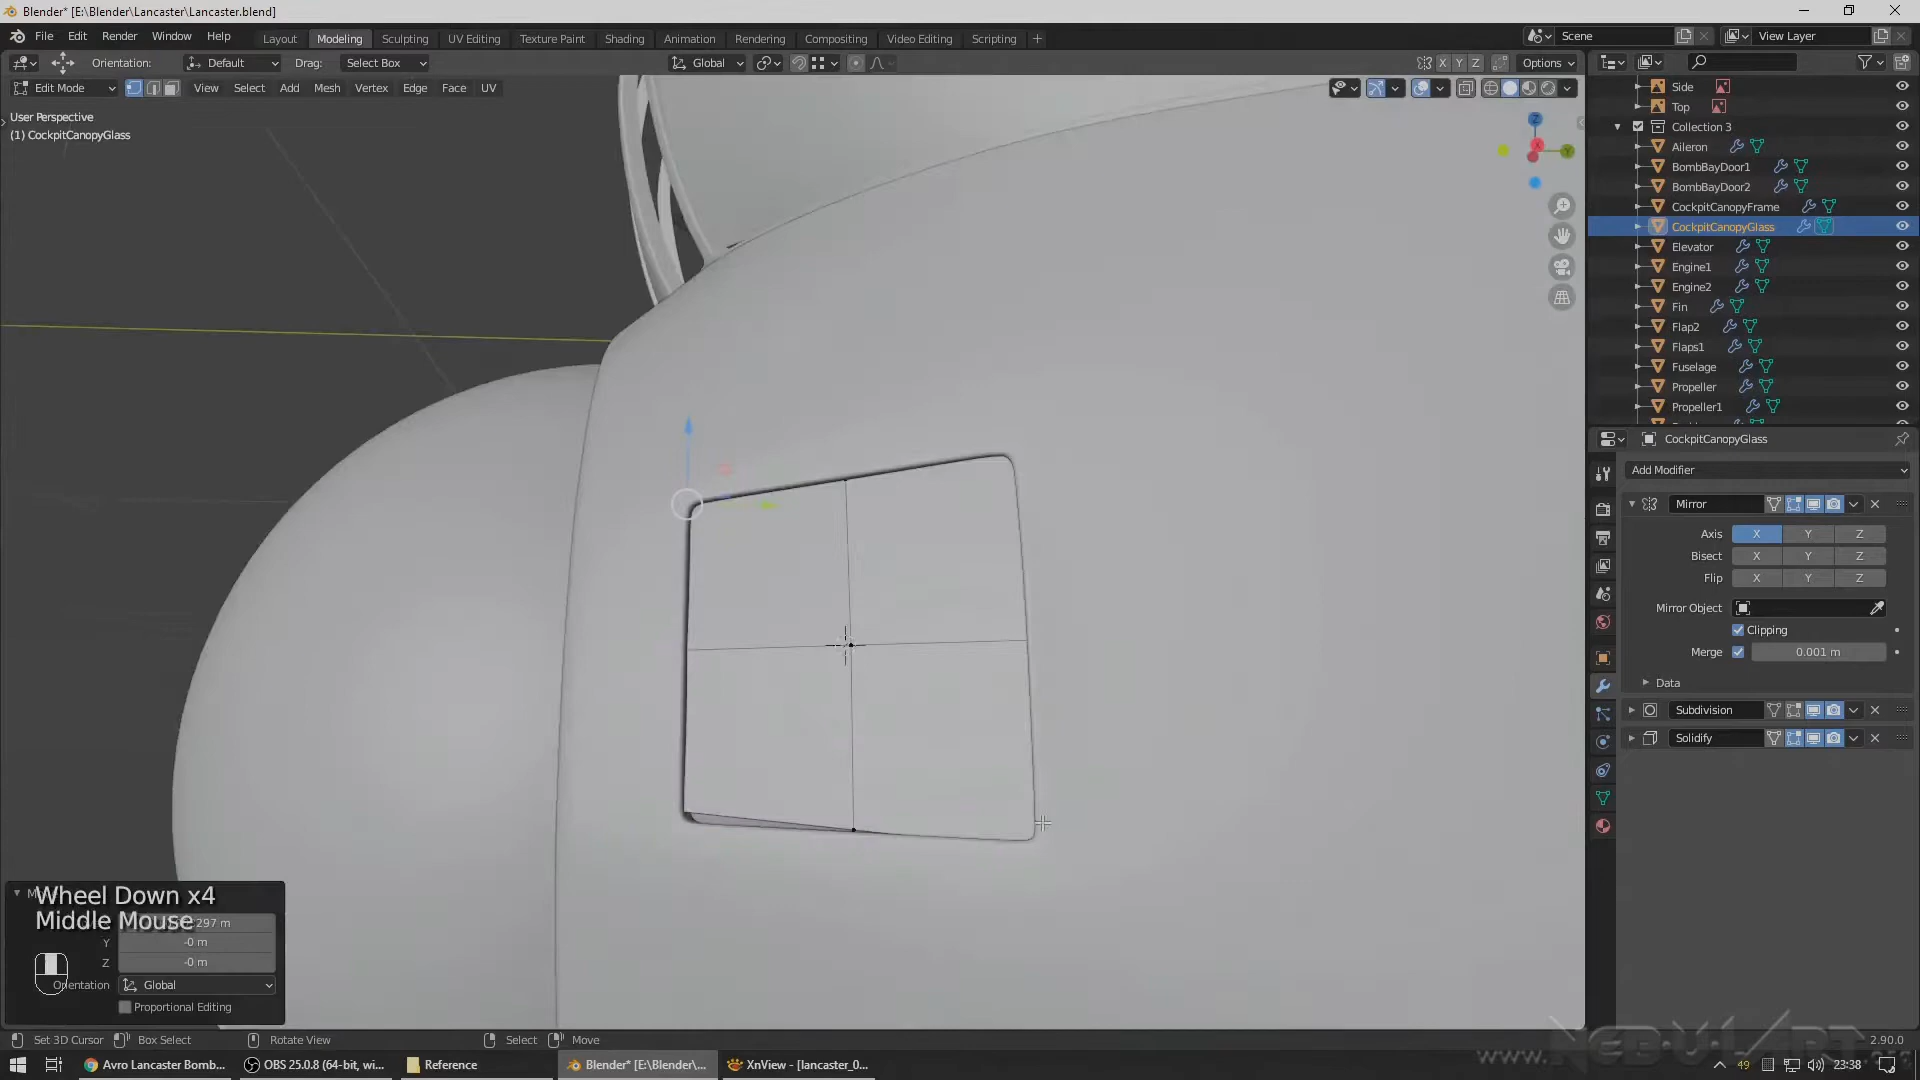 Blender* [E:\Blender\Lancaster\Lancaster.blend]
File Edit Render Window Help Layout Modeling Sculpting UV Editing Texture Paint Shading Animation Rendering Compositing Video Editing Scripting + Scene View Layer
Orientation: Default Drag: Select Box Global X Y Z Options
Edit Mode View Select Add Mesh Vertex Edge Face UV
User Perspective
(1) CockpitCanopyGlass
Z
Y
X
Side
Top
Collection 3
Aileron
BombBayDoor1
BombBayDoor2
CockpitCanopyFrame
CockpitCanopyGlass
Elevator
Engine1
Engine2
Fin
Flap2
Flaps1
Fuselage
Propeller
Propeller1
CockpitCanopyGlass
Add Modifier
Mirror
Axis X Y Z
Bisect X Y Z
Flip X Y Z
Mirror Object
Clipping
Merge 0.001 m
Data
Subdivision
Solidify
Wheel Down x4
Middle Mouse
297 m
Y -0 m
Z -0 m
Orientation Global
Proportional Editing
Set 3D Cursor Box Select Rotate View Select Move 2.90.0
www.NEBULART
Avro Lancaster Bomb... OBS 25.0.8 (64-bit, wi... Reference Blender* [E:\Blender\... XnView - [lancaster_0... 49 23:38